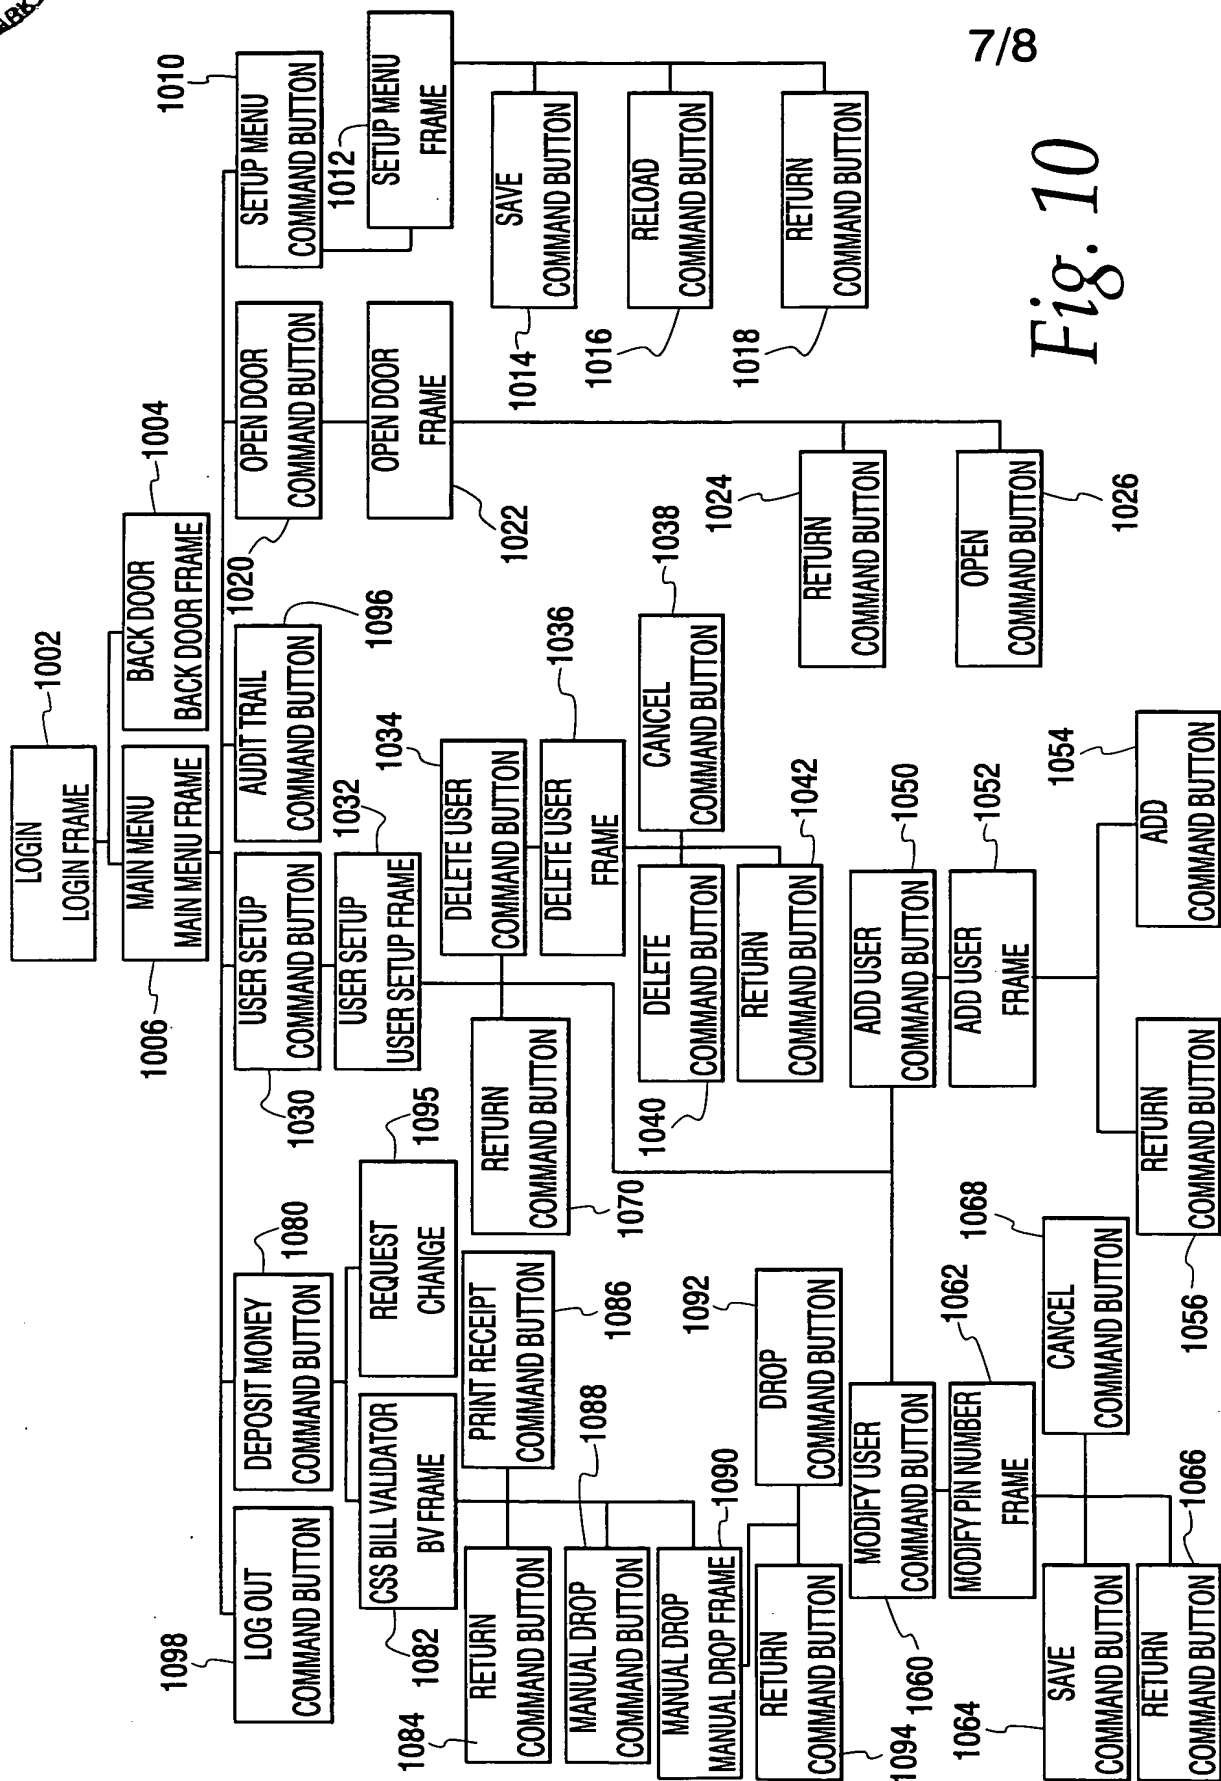 7/8
LOGIN
LOGIN FRAME
1002
BACK DOOR
BACK DOOR FRAME
1004
MAIN MENU
MAIN MENU FRAME
1006
LOG OUT
COMMAND BUTTON
1098
DEPOSIT MONEY
COMMAND BUTTON
1080
USER SETUP
COMMAND BUTTON
1030
AUDIT TRAIL
COMMAND BUTTON
1096
OPEN DOOR
COMMAND BUTTON
1020
SETUP MENU
COMMAND BUTTON
1010
CSS BILL VALIDATOR
BV FRAME
1082
REQUEST
CHANGE
1095
USER SETUP
USER SETUP FRAME
1032
OPEN DOOR
FRAME
1022
SETUP MENU
FRAME
1012
RETURN
COMMAND BUTTON
1084
PRINT RECEIPT
COMMAND BUTTON
1086
RETURN
COMMAND BUTTON
1070
DELETE USER
COMMAND BUTTON
1034
SAVE
COMMAND BUTTON
1014
MANUAL DROP
COMMAND BUTTON
1088
DELETE USER
FRAME
1036
RELOAD
COMMAND BUTTON
1016
MANUAL DROP
MANUAL DROP FRAME
1090
DELETE
COMMAND BUTTON
1040
CANCEL
COMMAND BUTTON
1038
RETURN
COMMAND BUTTON
1042
RETURN
COMMAND BUTTON
1018
RETURN
COMMAND BUTTON
1094
DROP
COMMAND BUTTON
1092
RETURN
COMMAND BUTTON
1024
OPEN
COMMAND BUTTON
1026
MODIFY USER
COMMAND BUTTON
1060
ADD USER
COMMAND BUTTON
1050
MODIFY PIN NUMBER
FRAME
1062
ADD USER
FRAME
1052
SAVE
COMMAND BUTTON
1064
CANCEL
COMMAND BUTTON
1068
RETURN
COMMAND BUTTON
1066
RETURN
COMMAND BUTTON
1056
ADD
COMMAND BUTTON
1054
Fig. 10